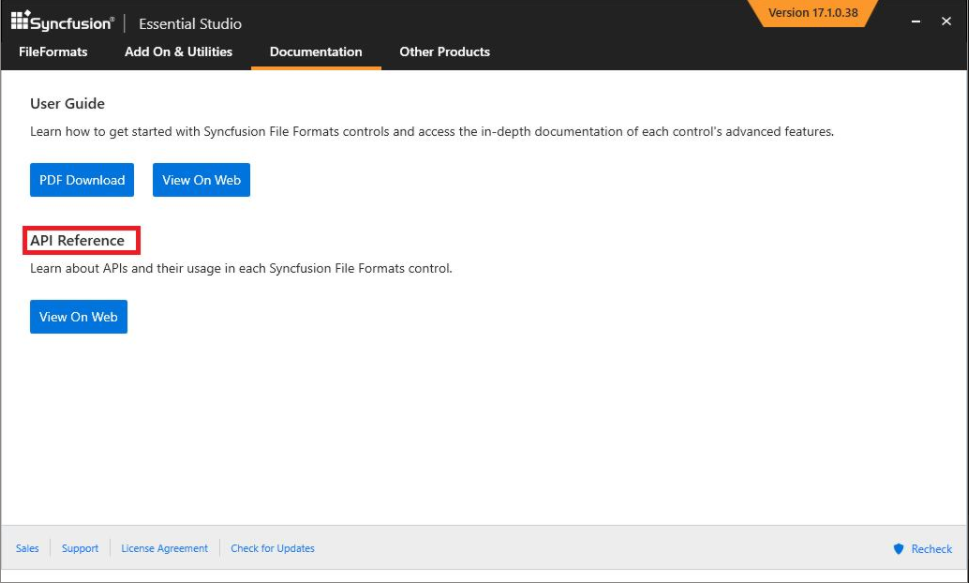 Syncfusion® | Essential Studio
Version 17.1.0.38
FileFormats Add On & Utilities Documentation Other Products
User Guide
Learn how to get started with Syncfusion File Formats controls and access the in-depth documentation of each control's advanced features.
PDF Download View On Web
API Reference
Learn about APIs and their usage in each Syncfusion File Formats control.
View On Web
Sales Support License Agreement Check for Updates Recheck